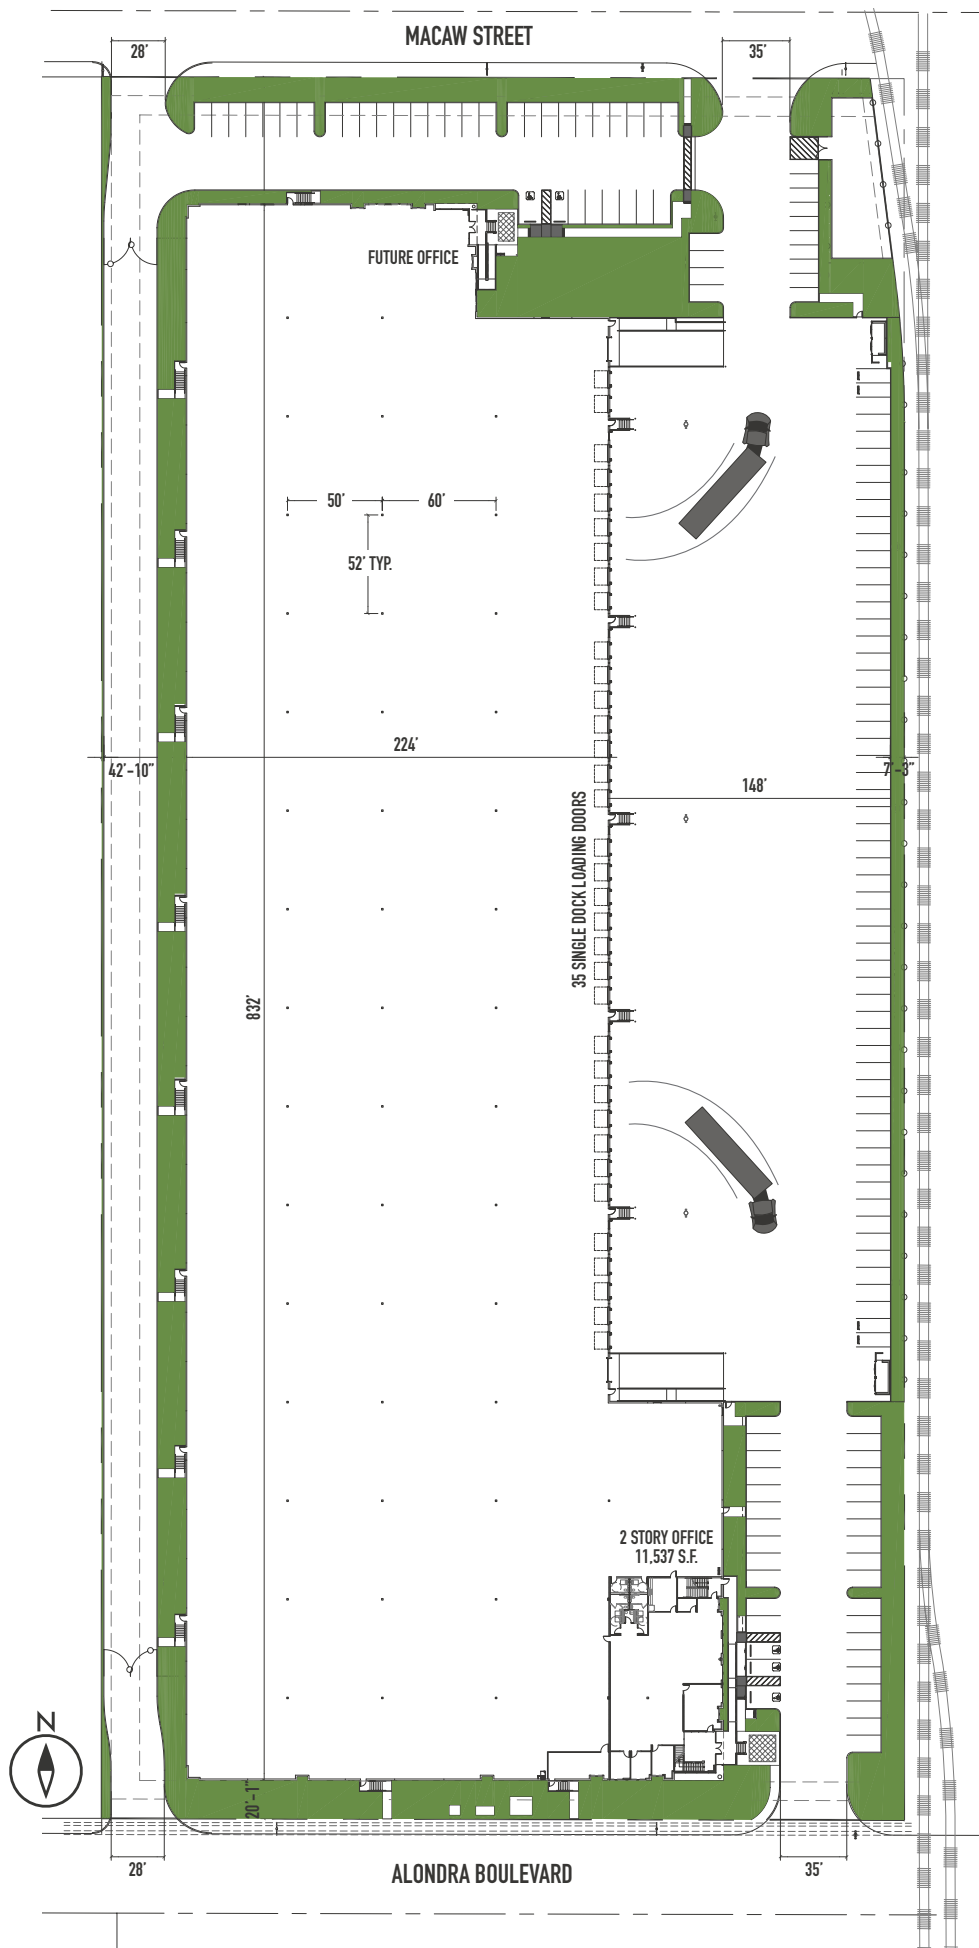 MACAW STREET
28'
35'
FUTURE OFFICE
50'
60'
52' TYP.
224'
42'-10"
7'-3"
148'
35 SINGLE DOCK LOADING DOORS
832'
2 STORY OFFICE
11,537 S.F.
N
20'-1"
28'
35'
ALONDRA BOULEVARD